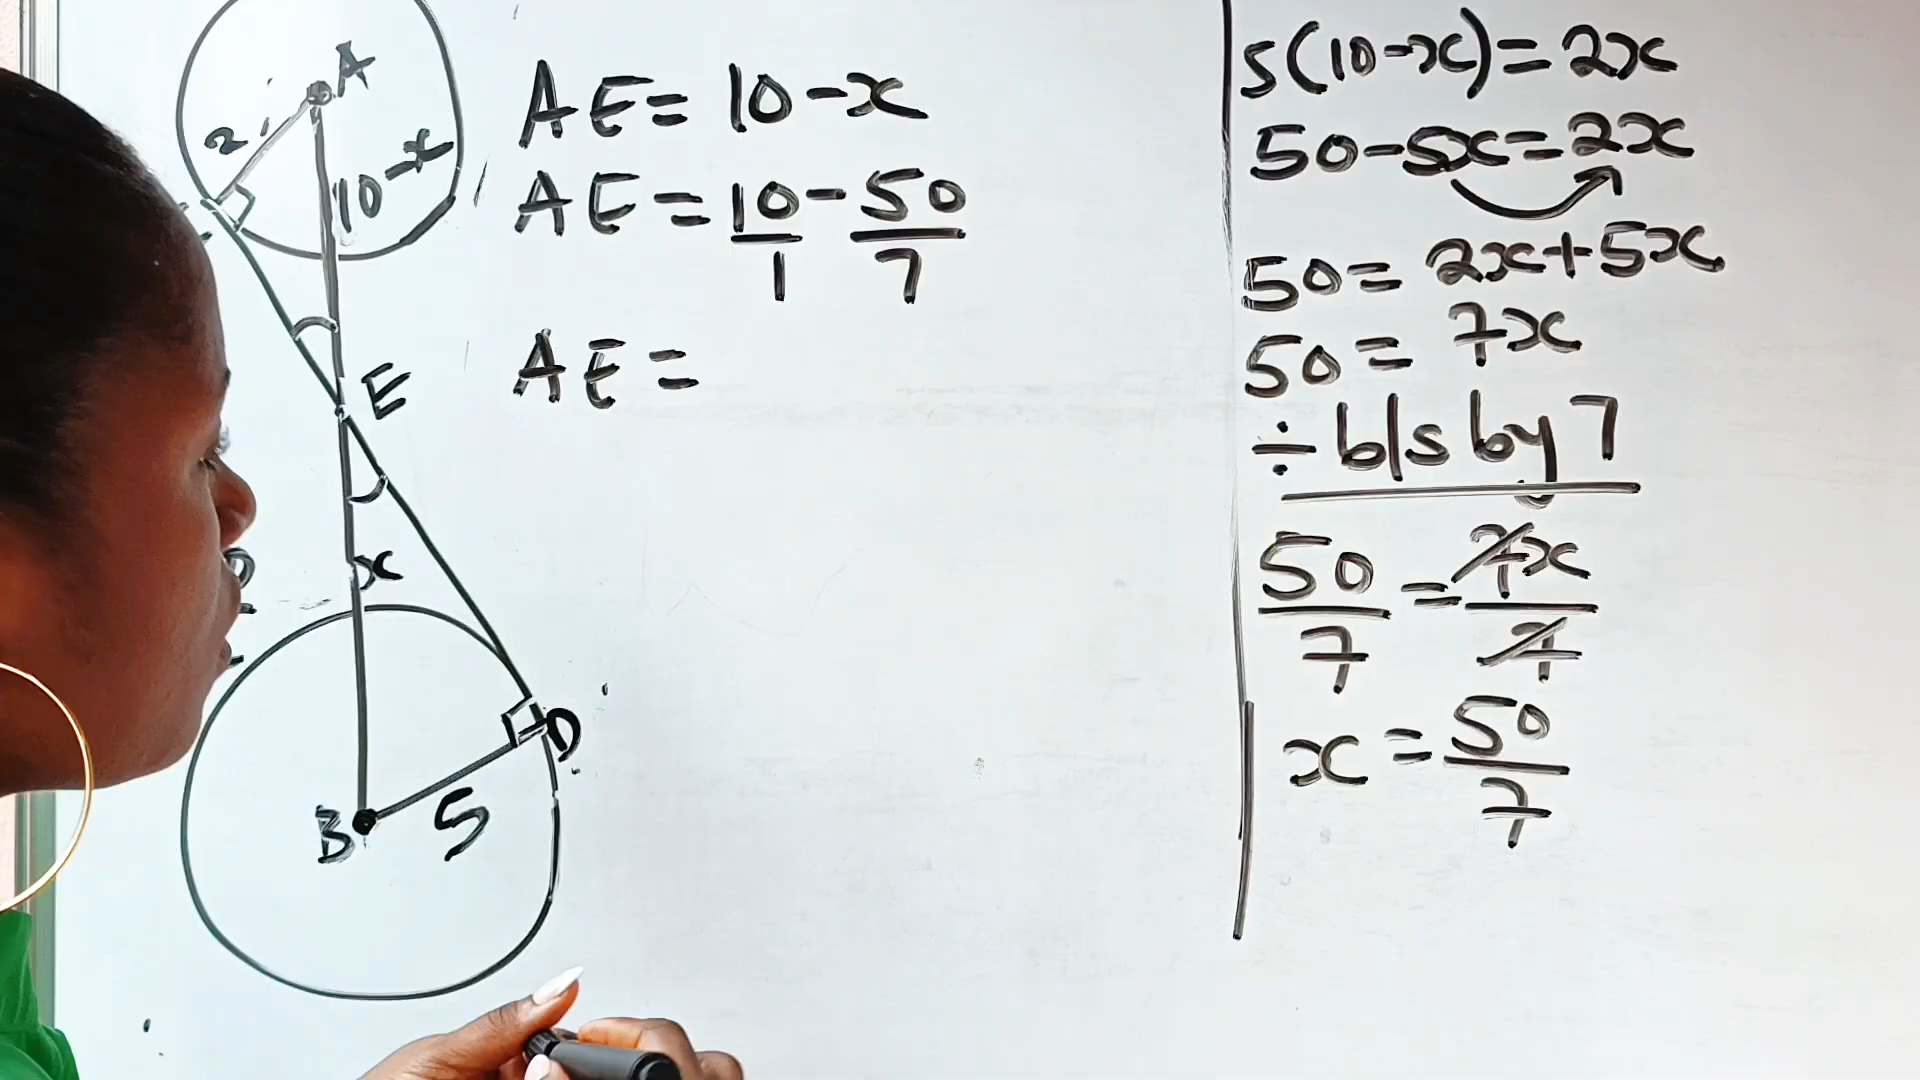 A
2
10-x
E
x
D
B
5
AE = 10-x
AE = 10/1 - 50/7
AE =
5(10-x) = 2x
50-5x = 2x
50 = 2x+5x
50 = 7x
÷ b/s by 7
50/7 = 7x/7
x = 50/7